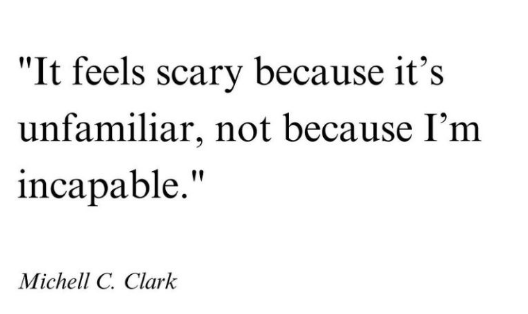 "It feels scary because it’s
unfamiliar, not because I’m
incapable."
Michell C. Clark